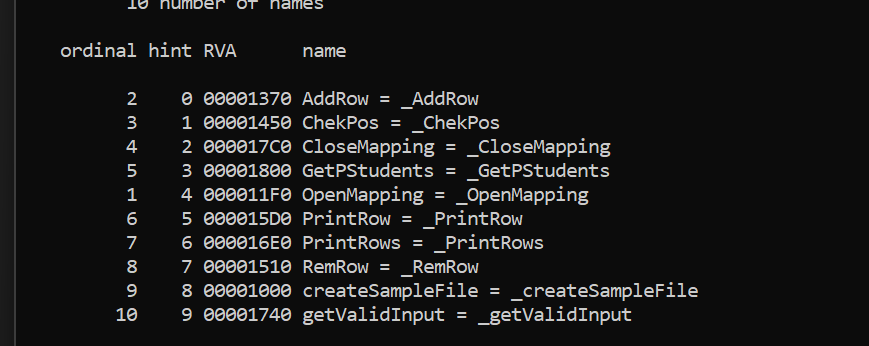 10 number of names
ordinal hint RVA      name
2    0 00001370 AddRow = _AddRow
3    1 00001450 ChekPos = _ChekPos
4    2 000017C0 CloseMapping = _CloseMapping
5    3 00001800 GetPStudents = _GetPStudents
1    4 000011F0 OpenMapping = _OpenMapping
6    5 000015D0 PrintRow = _PrintRow
7    6 000016E0 PrintRows = _PrintRows
8    7 00001510 RemRow = _RemRow
9    8 00001000 createSampleFile = _createSampleFile
10    9 00001740 getValidInput = _getValidInput